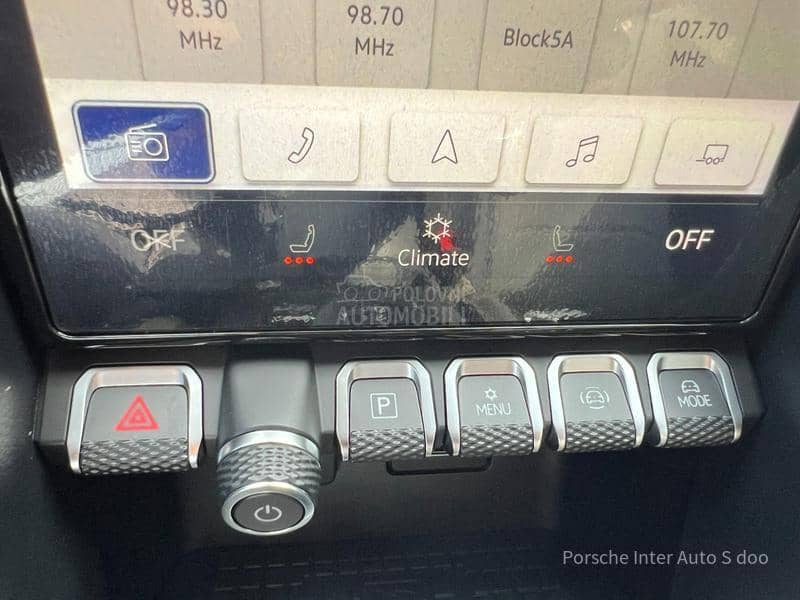 98.30
MHz
98.70
MHz
Block5A
107.70
MHz
OFF
Climate
OFF
POLOVNI
AUTOMOBILI
P
MENU
MODE
Porsche Inter Auto S doo